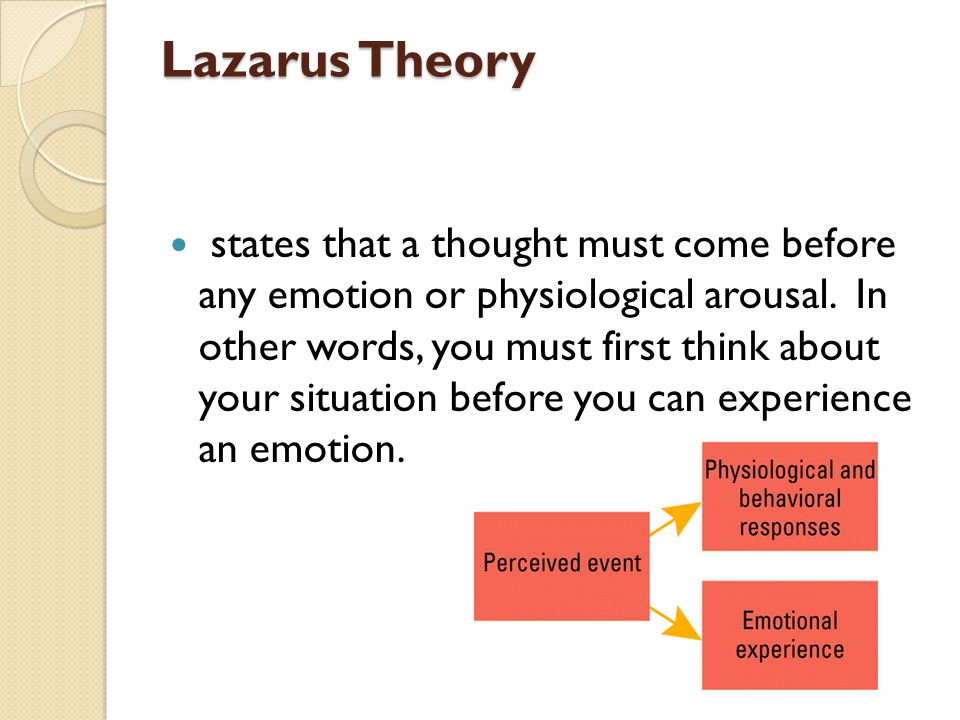 Lazarus Theory
states that a thought must come before
any emotion or physiological arousal.  In
other words, you must first think about
your situation before you can experience
an emotion.
Physiological and
behavioral
responses
Perceived event
Emotional
experience